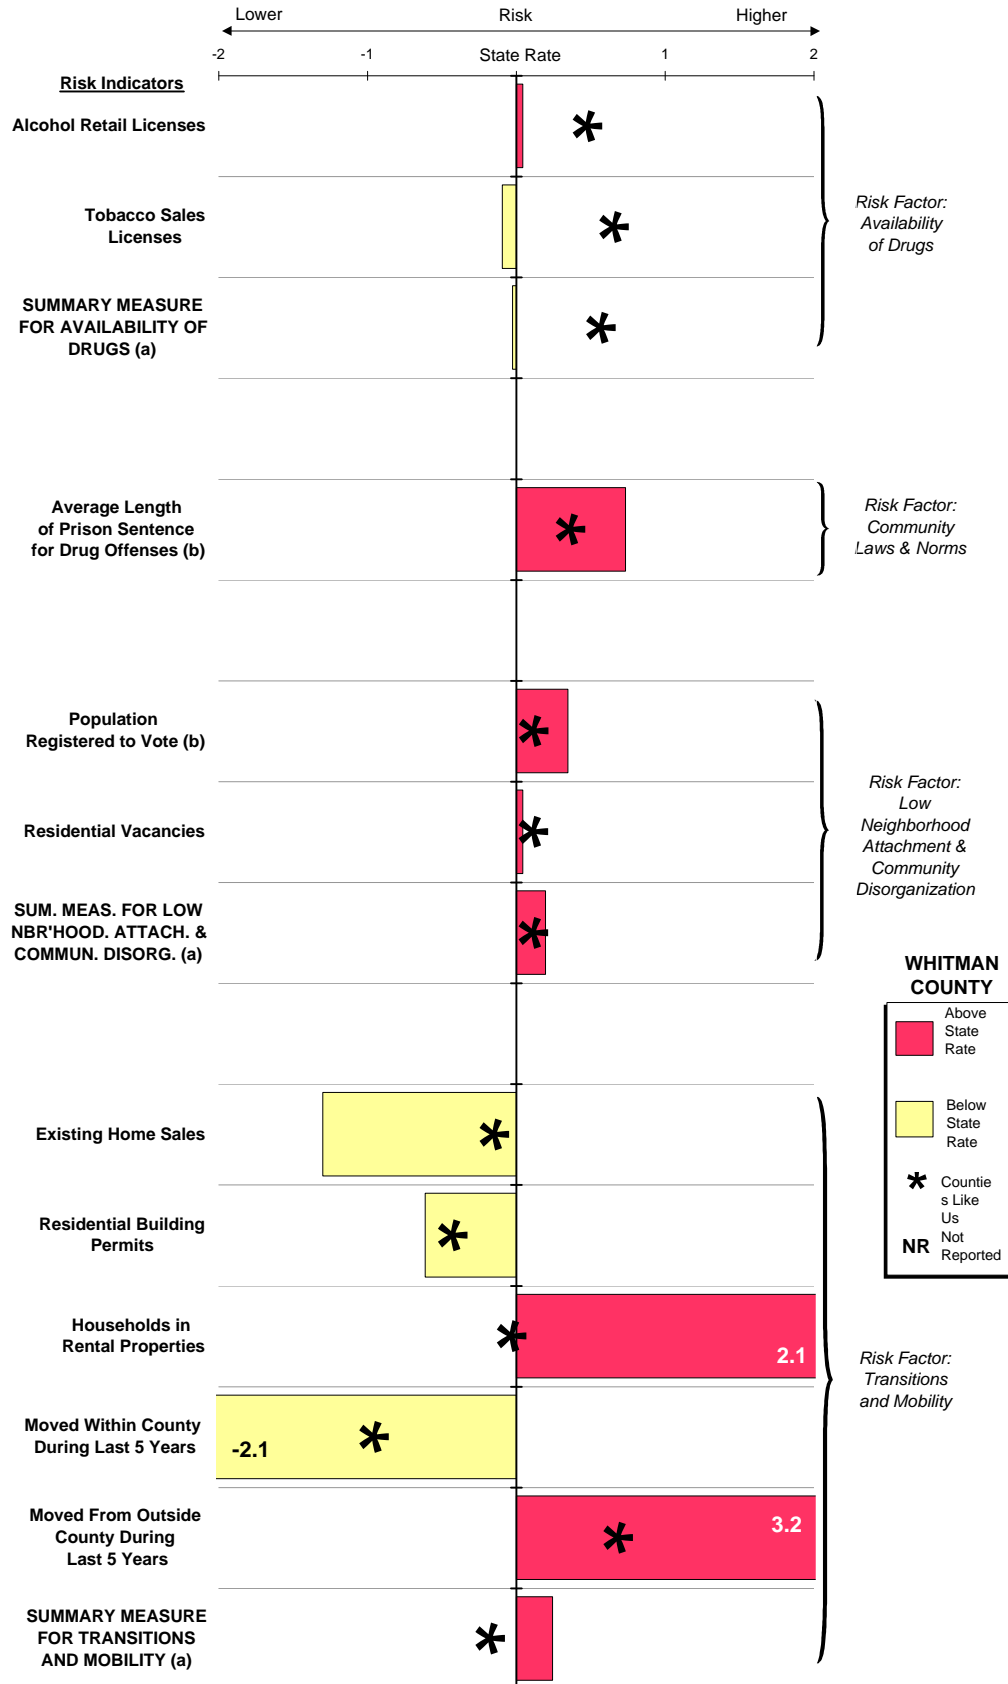 Lower Risk Higher
-2 -1 State Rate 1 2
Risk Indicators
Alcohol Retail Licenses
Tobacco Sales
Licenses
SUMMARY MEASURE
FOR AVAILABILITY OF
DRUGS (a)
Risk Factor:
Availability
of Drugs
Average Length
of Prison Sentence
for Drug Offenses (b)
Risk Factor:
Community
Laws & Norms
Population
Registered to Vote (b)
Residential Vacancies
SUM. MEAS. FOR LOW
NBR'HOOD. ATTACH. &
COMMUN. DISORG. (a)
Risk Factor:
Low
Neighborhood
Attachment &
Community
Disorganization
WHITMAN
COUNTY
Above
State
Rate
Below
State
Rate
* Countie
s Like
Us
NR Not
Reported
Existing Home Sales
Residential Building
Permits
Households in
Rental Properties
2.1
Moved Within County
During Last 5 Years
-2.1
Moved From Outside
County During
Last 5 Years
3.2
SUMMARY MEASURE
FOR TRANSITIONS
AND MOBILITY (a)
Risk Factor:
Transitions
and Mobility